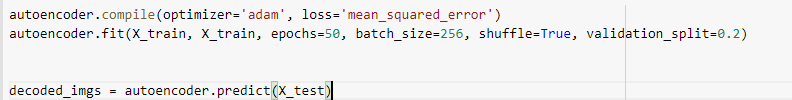 autoencoder.compile(optimizer='adam', loss='mean_squared_error')
autoencoder.fit(X_train, X_train, epochs=50, batch_size=256, shuffle=True, validation_split=0.2)
decoded_imgs = autoencoder.predict(X_test)